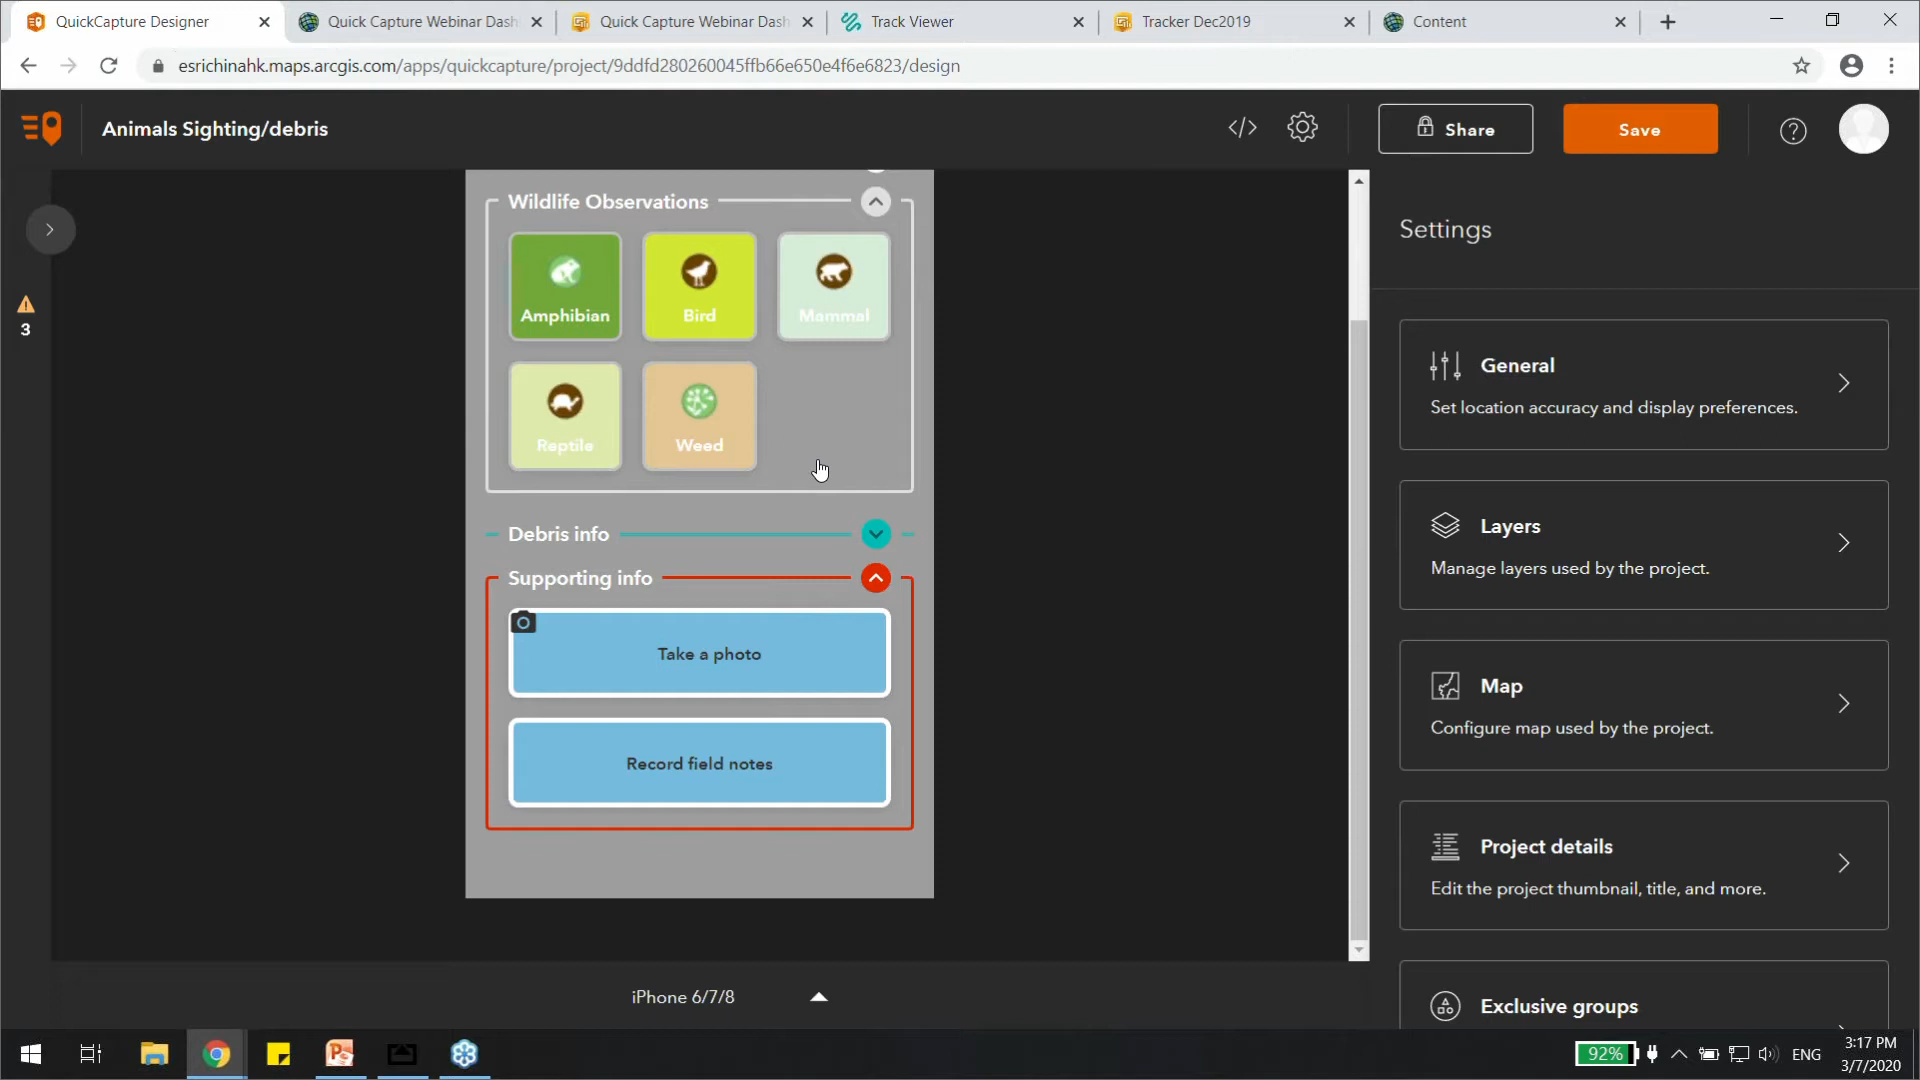 QuickCapture Designer
Quick Capture Webinar Dash
Quick Capture Webinar Dash
Track Viewer
Tracker Dec2019
Content
esrichinahk.maps.arcgis.com/apps/quickcapture/project/9ddfd280260045ffb66e650e4f6e6823/design
Animals Sighting/debris
Share
Save
3
Wildlife Observations
Amphibian
Bird
Mammal
Reptile
Weed
Debris info
Supporting info
Take a photo
Record field notes
iPhone 6/7/8
Settings
General
Set location accuracy and display preferences.
Layers
Manage layers used by the project.
Map
Configure map used by the project.
Project details
Edit the project thumbnail, title, and more.
Exclusive groups
92%
ENG
3:17 PM
3/7/2020